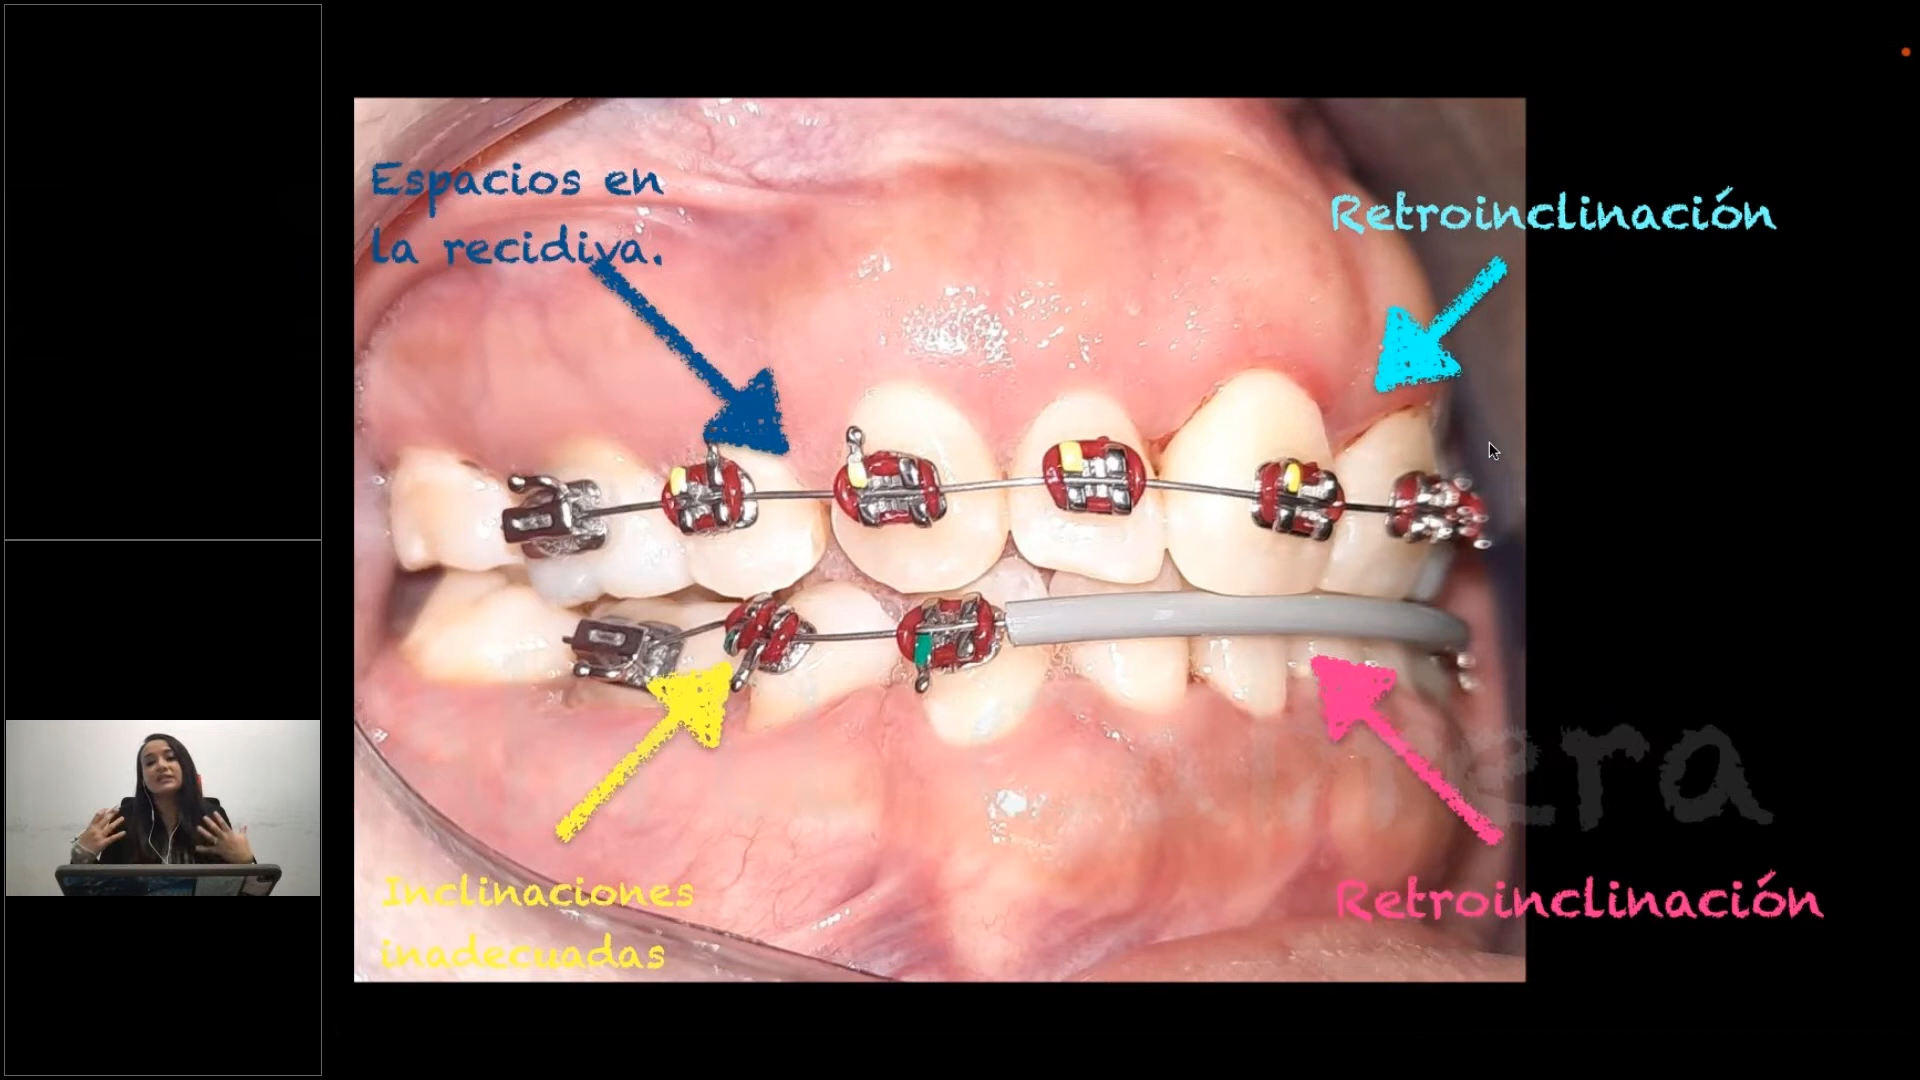 Espacios en
la recidiva.
Retroinclinación
Inclinaciones
inadecuadas
Retroinclinación